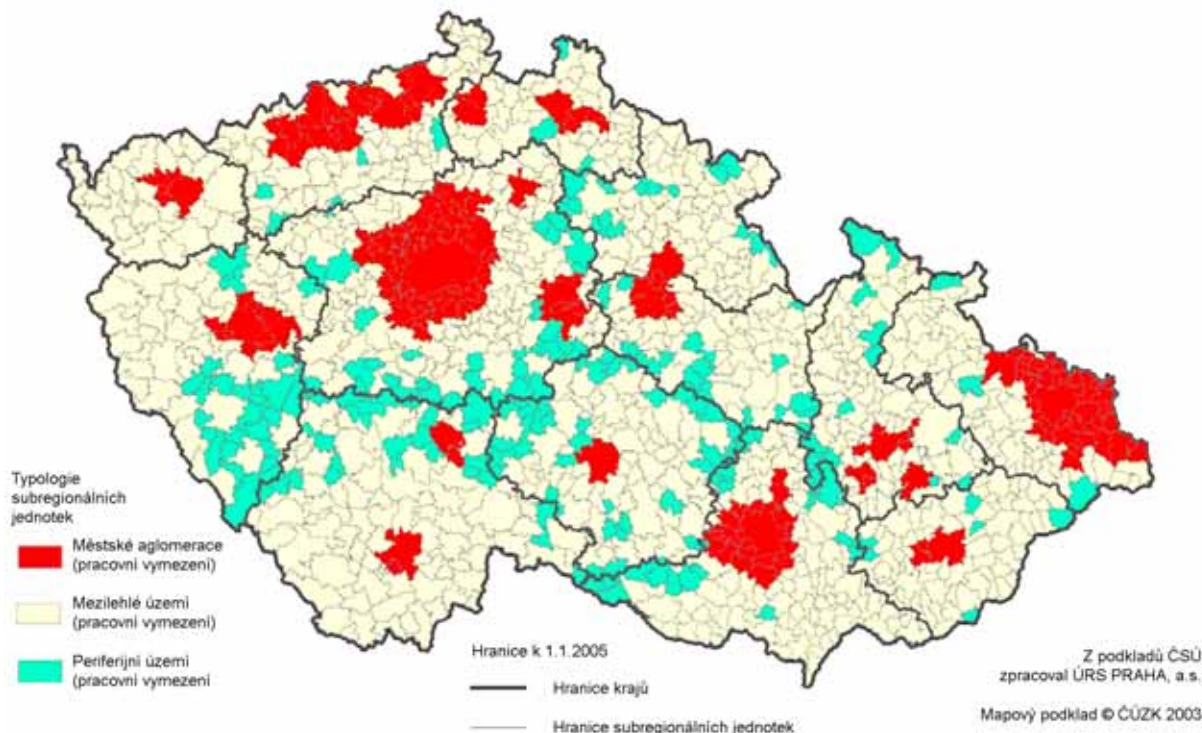 Typologie
subregionálních
jednotek
Městské aglomerace
(pracovní vymezení)
Mezilehlé území
(pracovní vymezení)
Periferijní území
(pracovní vymezení
Hranice k 1.1.2005
Hranice krajů
Hranice subregionálních jednotek
Z podkladů ČSÚ
zpracoval ÚRS PRAHA, a.s.
Mapový podklad © ČÚZK 2003